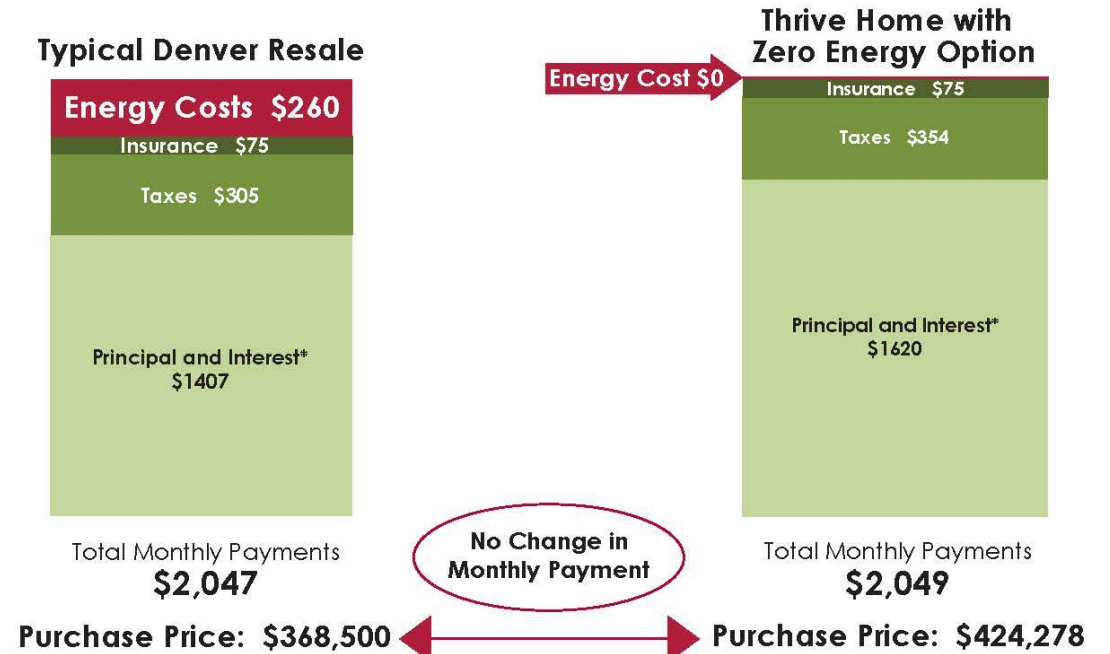 Typical Denver Resale
Energy Costs $260
Insurance $75
Taxes $305
Principal and Interest*
$1407
Total Monthly Payments
$2,047
Purchase Price: $368,500
No Change in
Monthly Payment
Thrive Home with
Zero Energy Option
Energy Cost $0
Insurance $75
Taxes $354
Principal and Interest*
$1620
Total Monthly Payments
$2,049
Purchase Price: $424,278